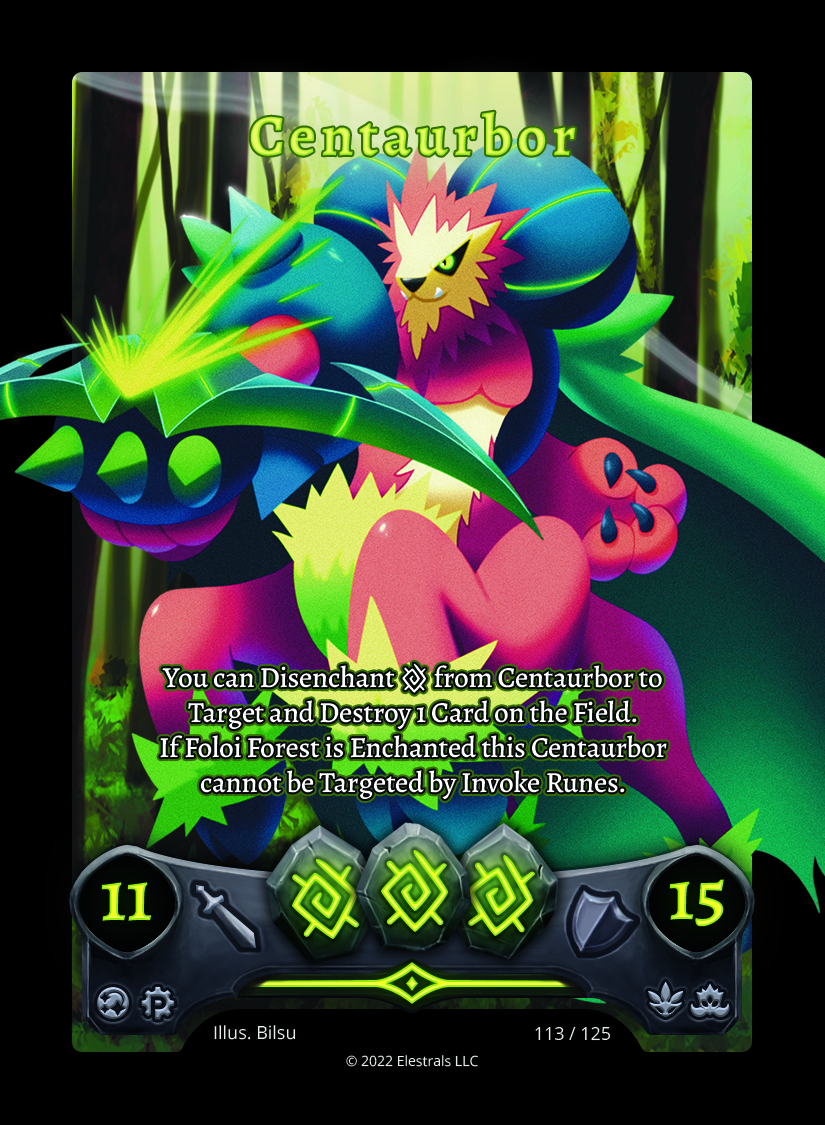 Centaurbor
You can Disenchant from Centaurbor to
Target and Destroy 1 Card on the Field.
If Foloi Forest is Enchanted this Centaurbor
cannot be Targeted by Invoke Runes.
11
15
P
Illus. Bilsu
113 / 125
© 2022 Elestrals LLC